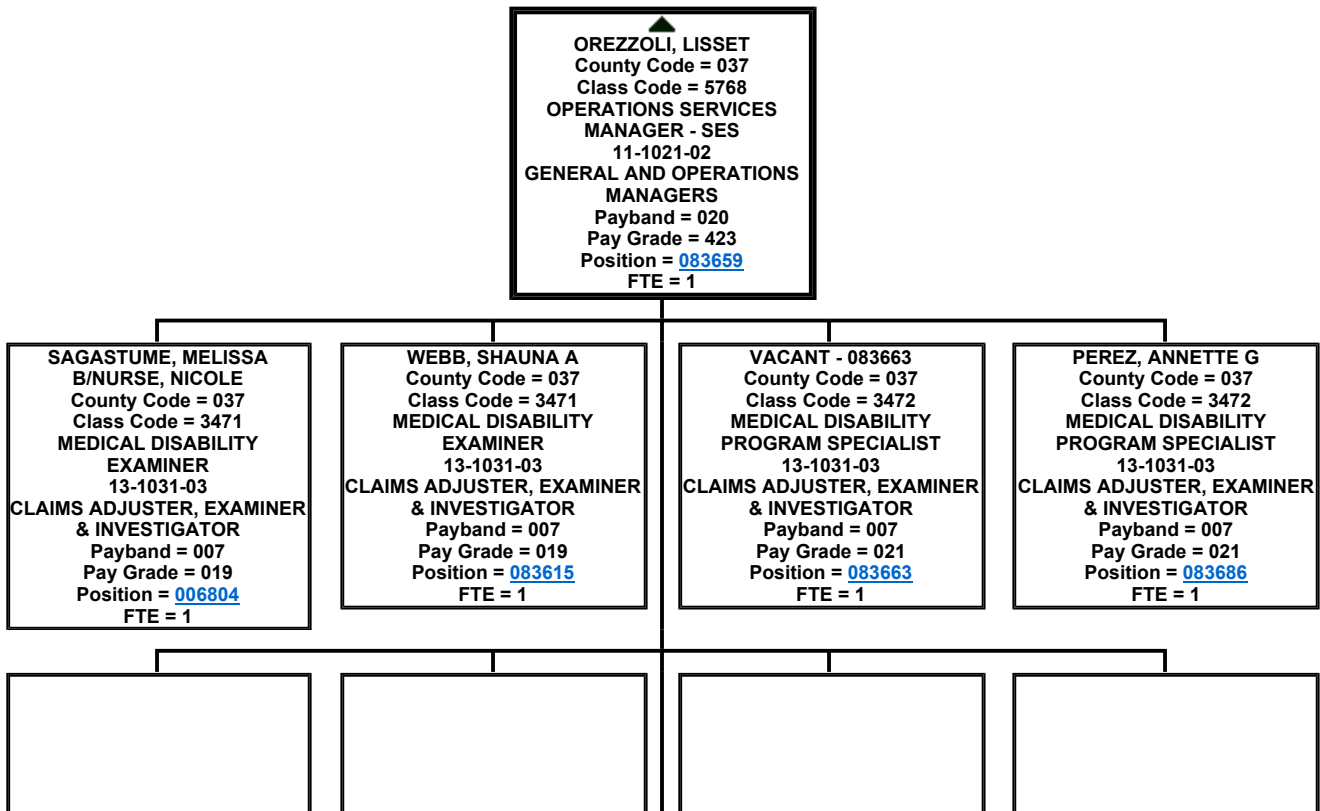 OREZZOLI, LISSET
County Code = 037
Class Code = 5768
OPERATIONS SERVICES
MANAGER - SES
11-1021-02
GENERAL AND OPERATIONS
MANAGERS
Payband = 020
Pay Grade = 423
Position = 083659
FTE = 1
SAGASTUME, MELISSA
B/NURSE, NICOLE
County Code = 037
Class Code = 3471
MEDICAL DISABILITY
EXAMINER
13-1031-03
CLAIMS ADJUSTER, EXAMINER
& INVESTIGATOR
Payband = 007
Pay Grade = 019
Position = 006804
FTE = 1
WEBB, SHAUNA A
County Code = 037
Class Code = 3471
MEDICAL DISABILITY
EXAMINER
13-1031-03
CLAIMS ADJUSTER, EXAMINER
& INVESTIGATOR
Payband = 007
Pay Grade = 019
Position = 083615
FTE = 1
VACANT - 083663
County Code = 037
Class Code = 3472
MEDICAL DISABILITY
PROGRAM SPECIALIST
13-1031-03
CLAIMS ADJUSTER, EXAMINER
& INVESTIGATOR
Payband = 007
Pay Grade = 021
Position = 083663
FTE = 1
PEREZ, ANNETTE G
County Code = 037
Class Code = 3472
MEDICAL DISABILITY
PROGRAM SPECIALIST
13-1031-03
CLAIMS ADJUSTER, EXAMINER
& INVESTIGATOR
Payband = 007
Pay Grade = 021
Position = 083686
FTE = 1